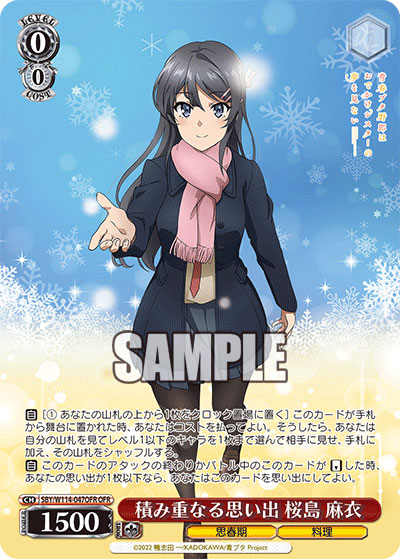 LEVEL
0
0
COST
青春ブタ野郎は
おでかけシスターの
夢を見ない
SAMPLE
自［① あなたの山札の上から1枚をクロック置場に置く］このカードが手札
から舞台に置かれた時、あなたはコストを払ってよい。そうしたら、あなたは
自分の山札を見てレベル1以下のキャラを1枚まで選んで相手に見せ、手札に
加え、その山札をシャッフルする。
自 このカードのアタックの終わりかバトル中のこのカードが した時、
あなたの思い出が1枚以下なら、あなたはこのカードを思い出にしてよい。
CH SBY/W114-047OFR OFR
積み重なる思い出 桜島 麻衣
1500
思春期
料理
©2022 鴨志田 一/KADOKAWA/青ブタ Project